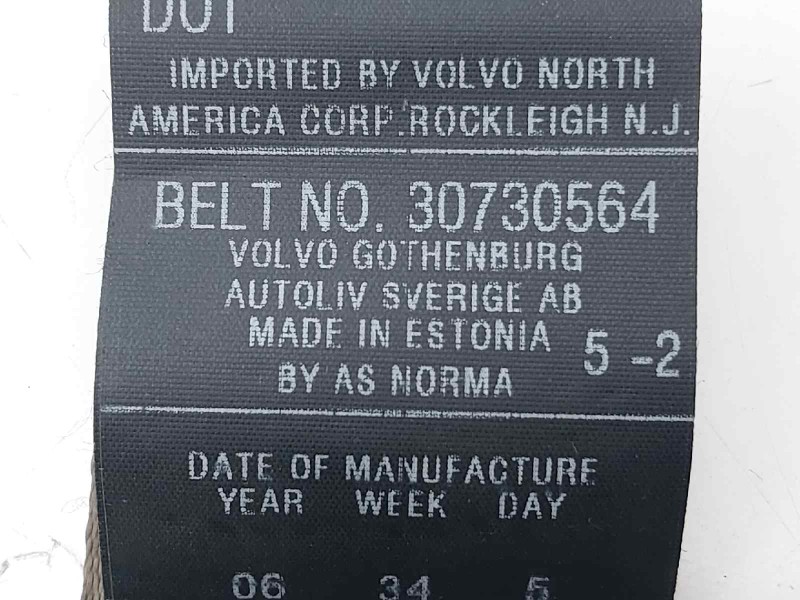 DOT
IMPORTED BY VOLVO NORTH
AMERICA CORP. ROCKLEIGH N.J.
BELT NO. 30730564
VOLVO GOTHENBURG
AUTOLIV SVERIGE AB
MADE IN ESTONIA
5 -2
BY AS NORMA
DATE OF MANUFACTURE
YEAR WEEK DAY
06 34 5